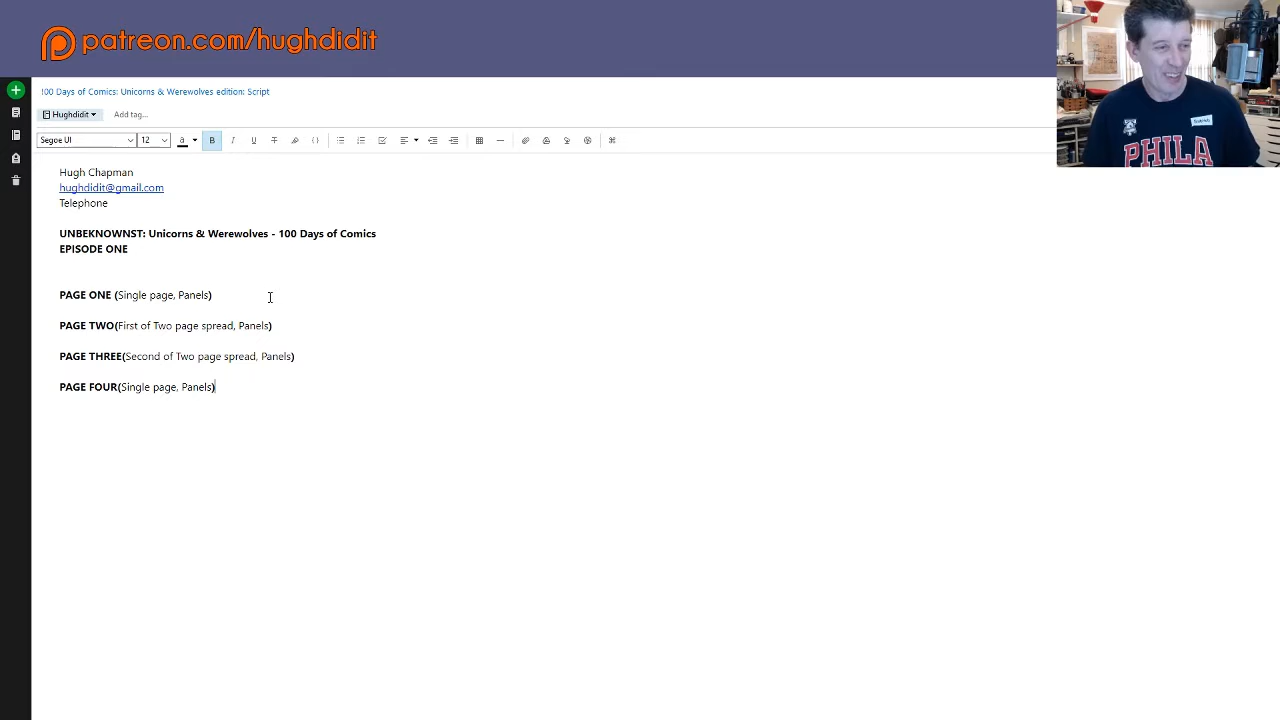 patreon.com/hughdidit
100 Days of Comics: Unicorns & Werewolves edition: Script
Hughdidit
Add tag...
Segoe UI 12 a B I U T
Hugh Chapman
hughdidit@gmail.com
Telephone
UNBEKNOWNST: Unicorns & Werewolves - 100 Days of Comics
EPISODE ONE
PAGE ONE (Single page, Panels)
PAGE TWO(First of Two page spread, Panels)
PAGE THREE(Second of Two page spread, Panels)
PAGE FOUR(Single page, Panels)
PHILA